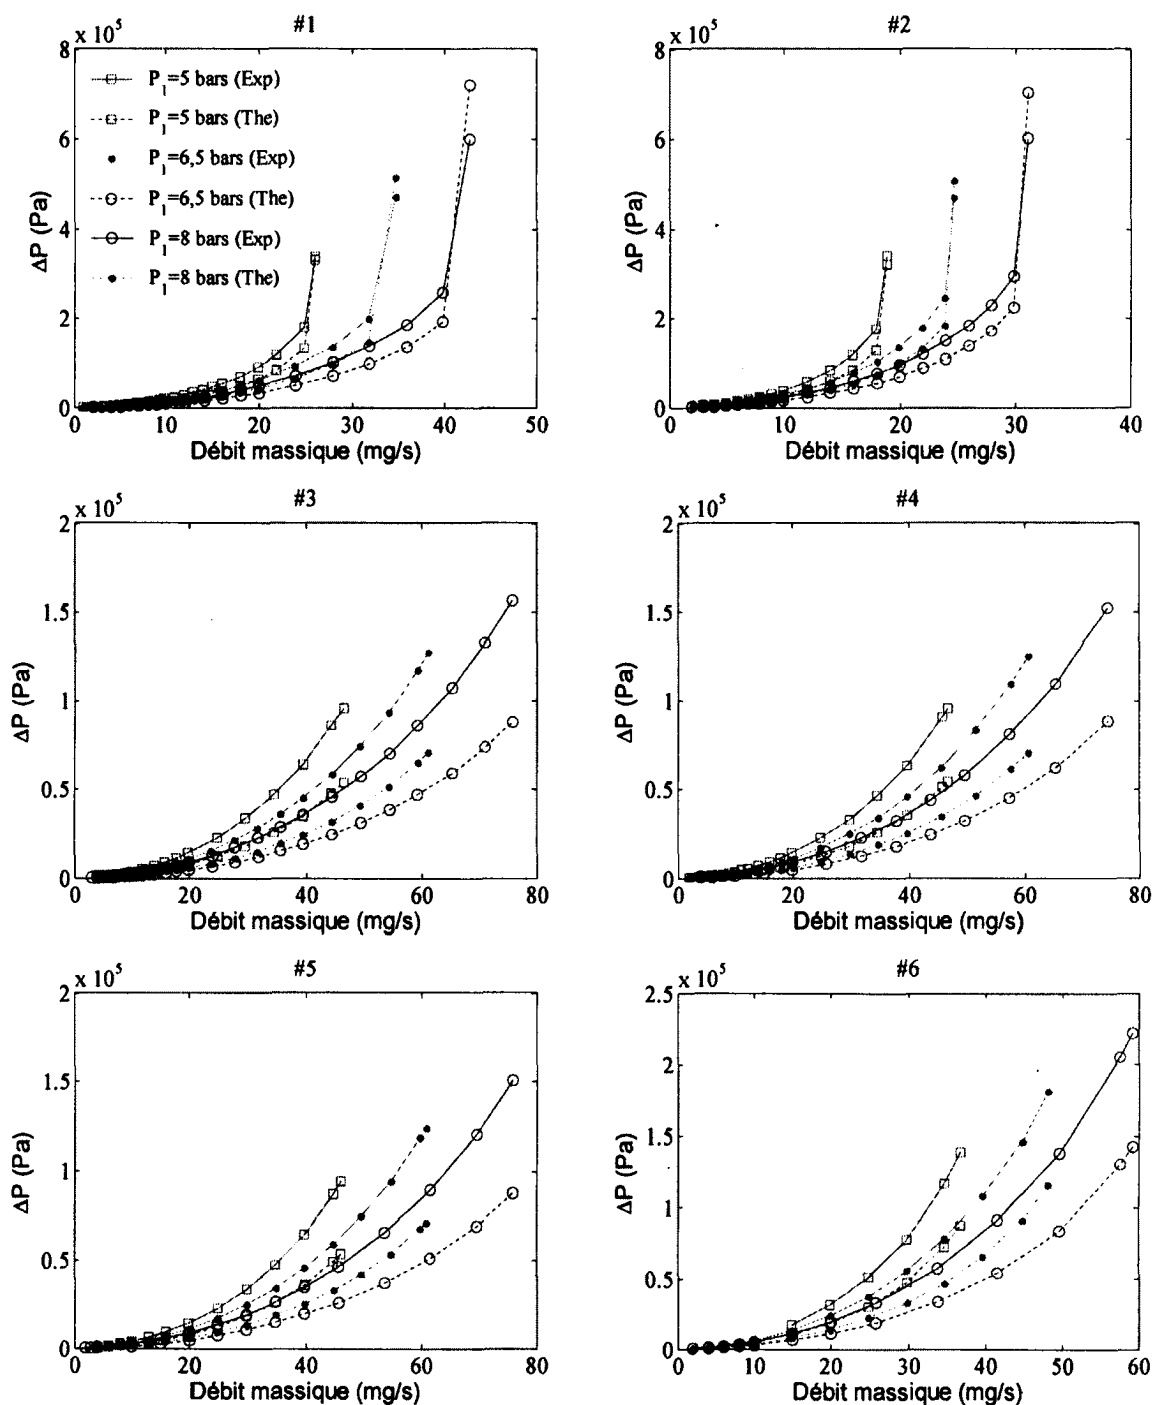 #1
x 10^5
8
6
4
2
0
ΔP (Pa)
P_1=5 bars (Exp)
P_1=5 bars (The)
P_1=6,5 bars (Exp)
P_1=6,5 bars (The)
P_1=8 bars (Exp)
P_1=8 bars (The)
0 10 20 30 40 50
Débit massique (mg/s)
#2
x 10^5
8
6
4
2
0
ΔP (Pa)
0 10 20 30 40
Débit massique (mg/s)
#3
x 10^5
2
1.5
1
0.5
0
ΔP (Pa)
0 20 40 60 80
Débit massique (mg/s)
#4
x 10^5
2
1.5
1
0.5
0
ΔP (Pa)
0 20 40 60 80
Débit massique (mg/s)
#5
x 10^5
2
1.5
1
0.5
0
ΔP (Pa)
0 20 40 60 80
Débit massique (mg/s)
#6
x 10^5
2.5
2
1.5
1
0.5
0
ΔP (Pa)
0 10 20 30 40 50 60
Débit massique (mg/s)